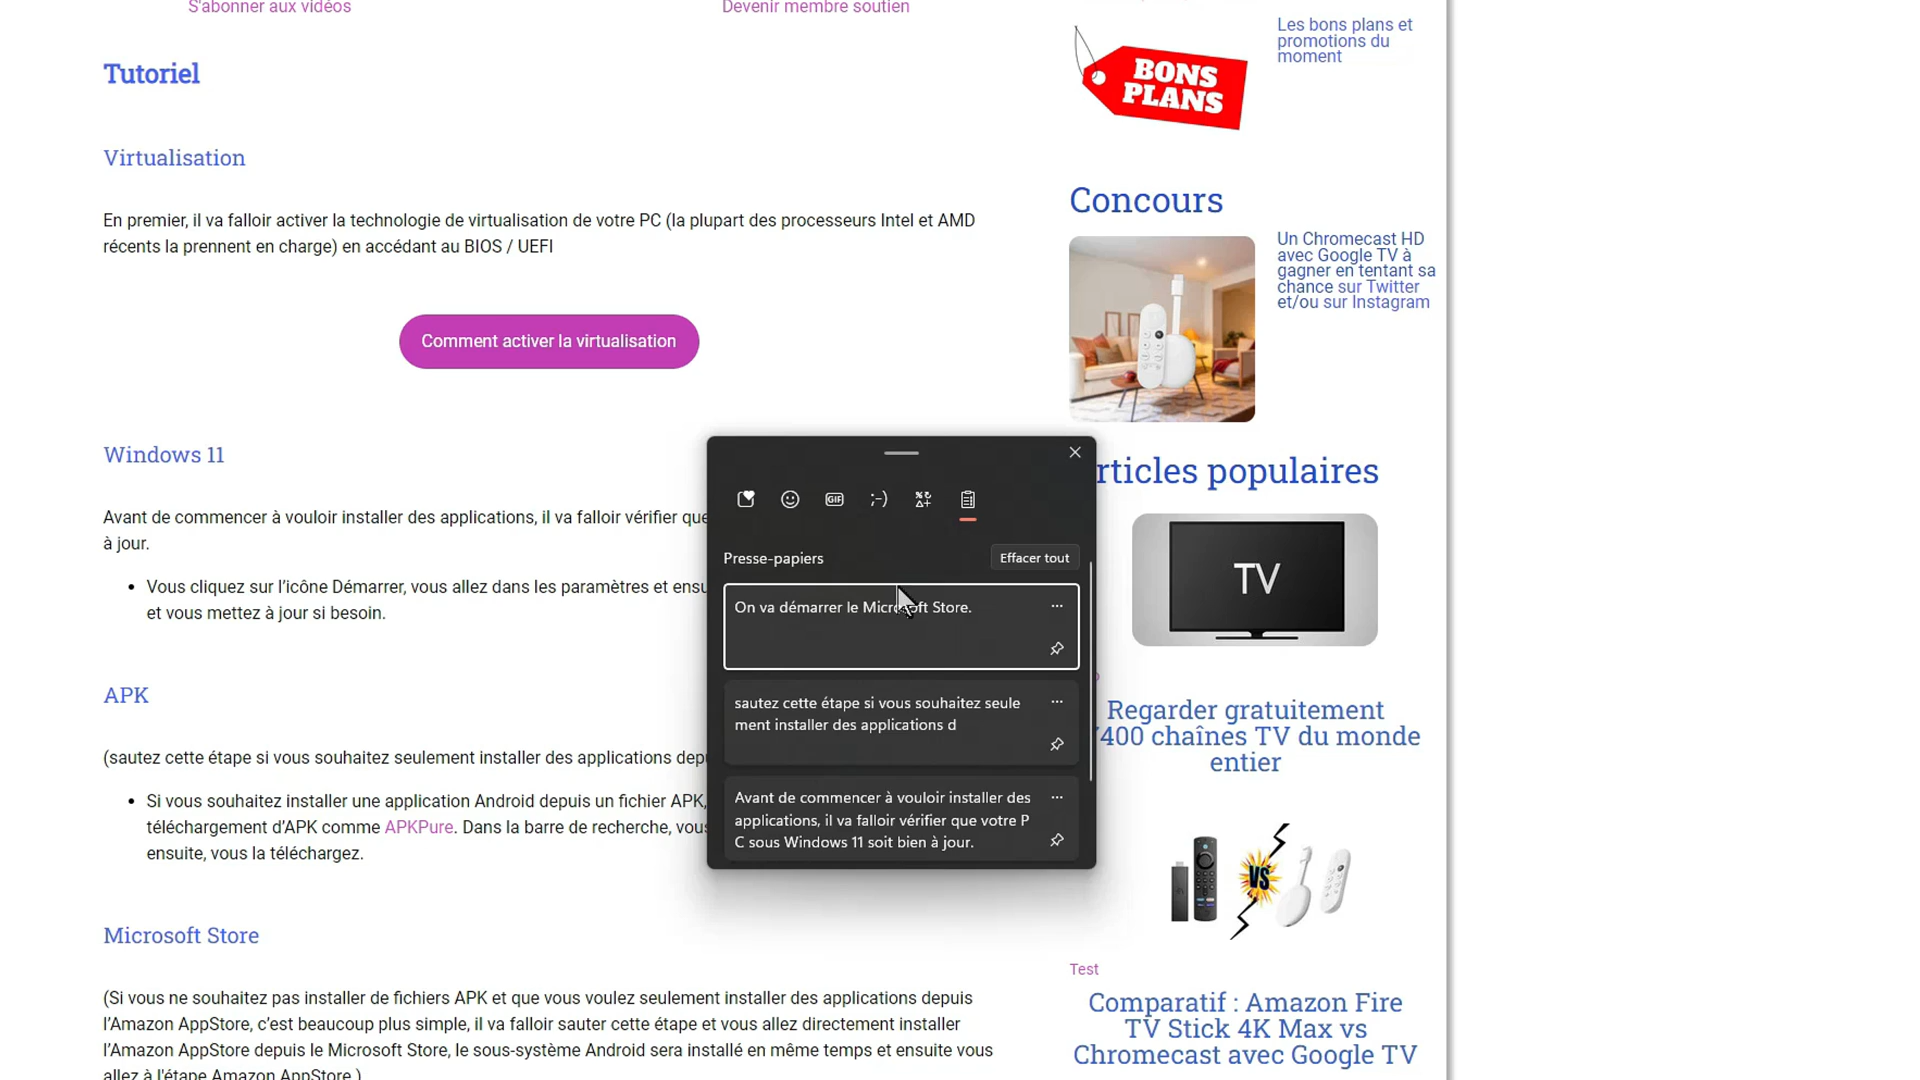 S'abonner aux vidéos
Devenir membre soutien
Tutoriel
Virtualisation
En premier, il va falloir activer la technologie de virtualisation de votre PC (la plupart des processeurs Intel et AMD
récents la prennent en charge) en accédant au BIOS / UEFI
Comment activer la virtualisation
Windows 11
Avant de commencer à vouloir installer des applications, il va falloir vérifier que
à jour.
• Vous cliquez sur l'icône Démarrer, vous allez dans les paramètres et ensu
et vous mettez à jour si besoin.
APK
(sautez cette étape si vous souhaitez seulement installer des applications depu
• Si vous souhaitez installer une application Android depuis un fichier APK,
téléchargement d'APK comme APKPure. Dans la barre de recherche, vous
ensuite, vous la téléchargez.
Microsoft Store
(Si vous ne souhaitez pas installer de fichiers APK et que vous voulez seulement installer des applications depuis
l'Amazon AppStore, c'est beaucoup plus simple, il va falloir sauter cette étape et vous allez directement installer
l'Amazon AppStore depuis le Microsoft Store, le sous-système Android sera installé en même temps et ensuite vous
allez à l'étape Amazon AppStore.)
GIF
;-)
Presse-papiers
Effacer tout
On va démarrer le Microsoft Store.
sautez cette étape si vous souhaitez seule
ment installer des applications d
Avant de commencer à vouloir installer des
applications, il va falloir vérifier que votre P
C sous Windows 11 soit bien à jour.
BONS
PLANS
Les bons plans et
promotions du
moment
Concours
Un Chromecast HD
avec Google TV à
gagner en tentant sa
chance sur Twitter
et/ou sur Instagram
rticles populaires
TV
Regarder gratuitement
400 chaînes TV du monde
entier
VS
Test
Comparatif : Amazon Fire
TV Stick 4K Max vs
Chromecast avec Google TV